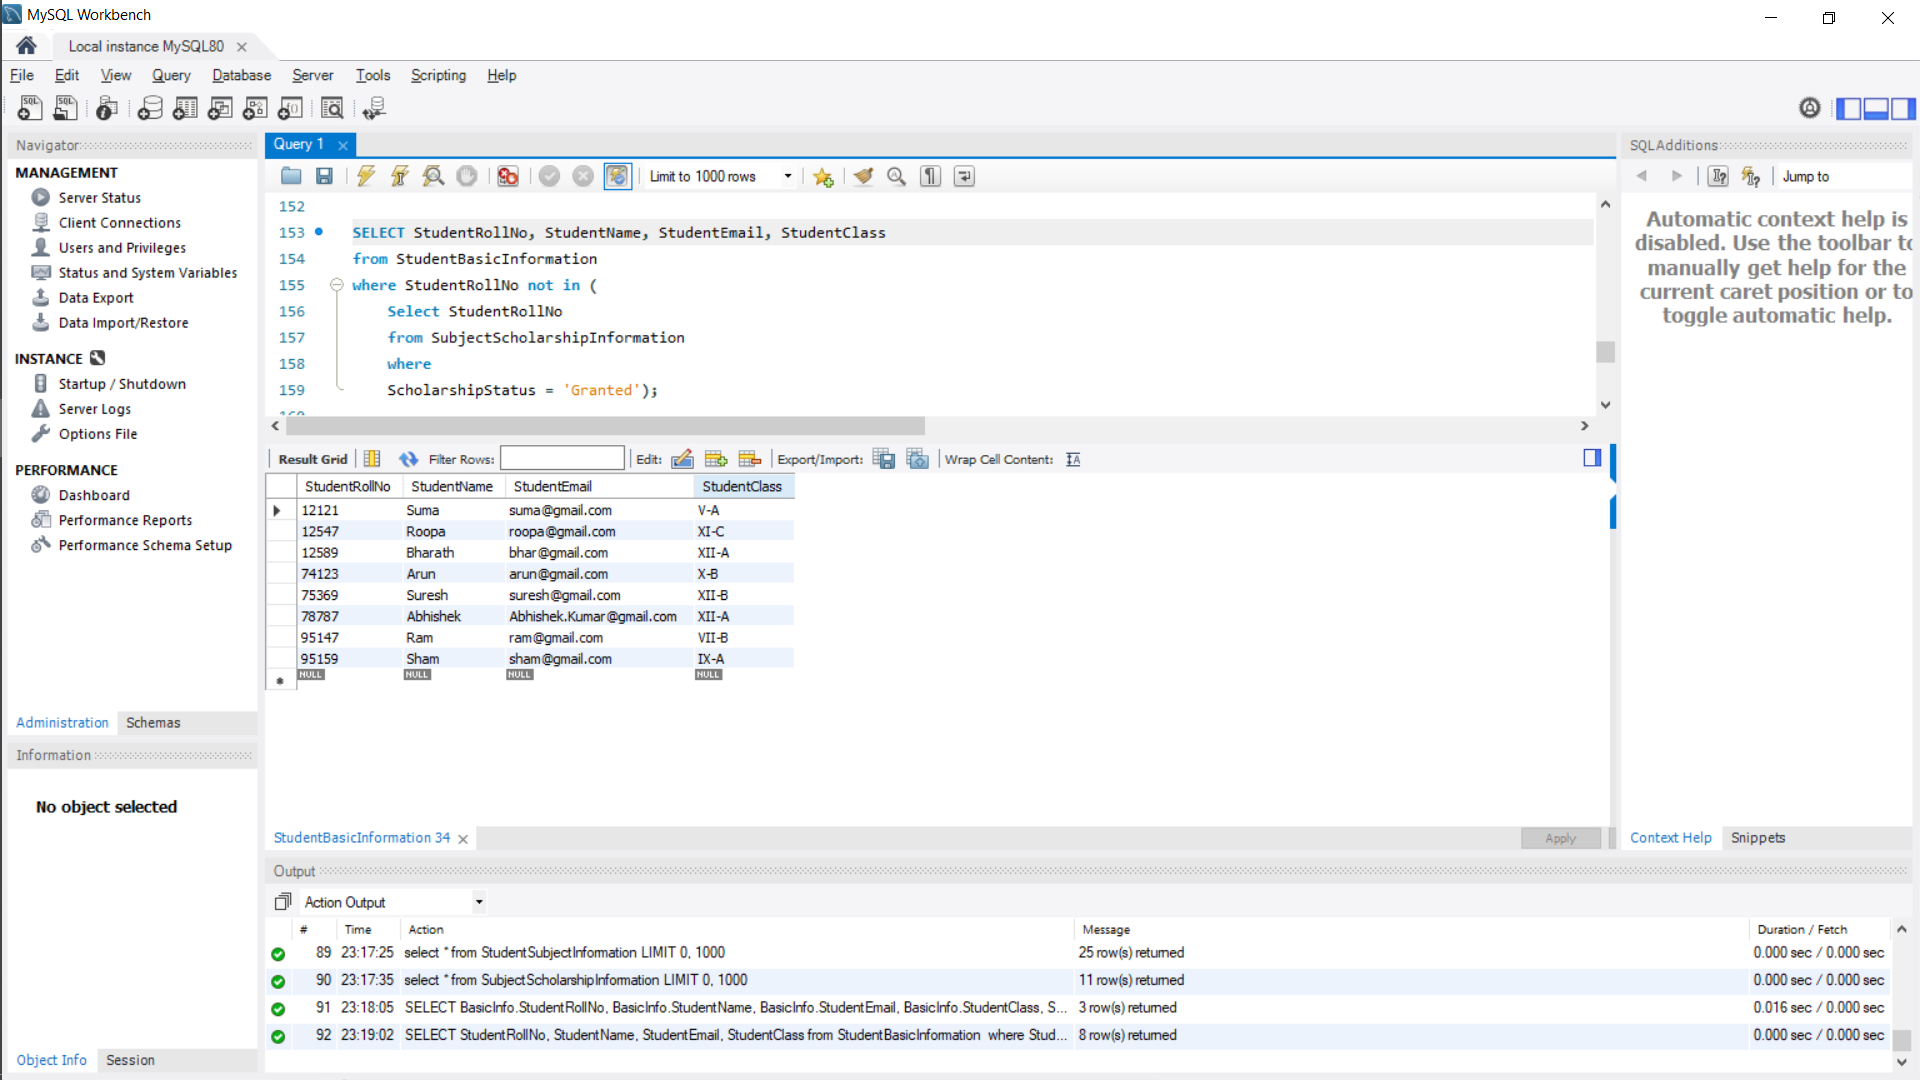 MySQL Workbench
Local instance MySQL80
File Edit View Query Database Server Tools Scripting Help
Navigator
MANAGEMENT
Server Status
Client Connections
Users and Privileges
Status and System Variables
Data Export
Data Import/Restore
INSTANCE
Startup / Shutdown
Server Logs
Options File
PERFORMANCE
Dashboard
Performance Reports
Performance Schema Setup
Administration Schemas
Information
No object selected
Object Info Session
Query 1
Limit to 1000 rows
152
153 SELECT StudentRollNo, StudentName, StudentEmail, StudentClass
154 from StudentBasicInformation
155 where StudentRollNo not in (
156 Select StudentRollNo
157 from SubjectScholarshipInformation
158 where
159 ScholarshipStatus = 'Granted');
160
Result Grid Filter Rows: Edit: Export/Import: Wrap Cell Content:
StudentRollNo StudentName StudentEmail StudentClass
12121 Suma suma@gmail.com V-A
12547 Roopa roopa@gmail.com XI-C
12589 Bharath bhar@gmail.com XII-A
74123 Arun arun@gmail.com X-B
75369 Suresh suresh@gmail.com XII-B
78787 Abhishek Abhishek.Kumar@gmail.com XII-A
95147 Ram ram@gmail.com VII-B
95159 Sham sham@gmail.com IX-A
NULL NULL NULL NULL
StudentBasicInformation 34
Apply
SQLAdditions
Jump to
Automatic context help is
disabled. Use the toolbar to
manually get help for the
current caret position or to
toggle automatic help.
Context Help Snippets
Output
Action Output
# Time Action Message Duration / Fetch
89 23:17:25 select * from StudentSubjectInformation LIMIT 0, 1000 25 row(s) returned 0.000 sec / 0.000 sec
90 23:17:35 select * from SubjectScholarshipInformation LIMIT 0, 1000 11 row(s) returned 0.000 sec / 0.000 sec
91 23:18:05 SELECT BasicInfo.StudentRollNo, BasicInfo.StudentName, BasicInfo.StudentEmail, BasicInfo.StudentClass, S... 3 row(s) returned 0.016 sec / 0.000 sec
92 23:19:02 SELECT StudentRollNo, StudentName, StudentEmail, StudentClass from StudentBasicInformation where Stud... 8 row(s) returned 0.000 sec / 0.000 sec